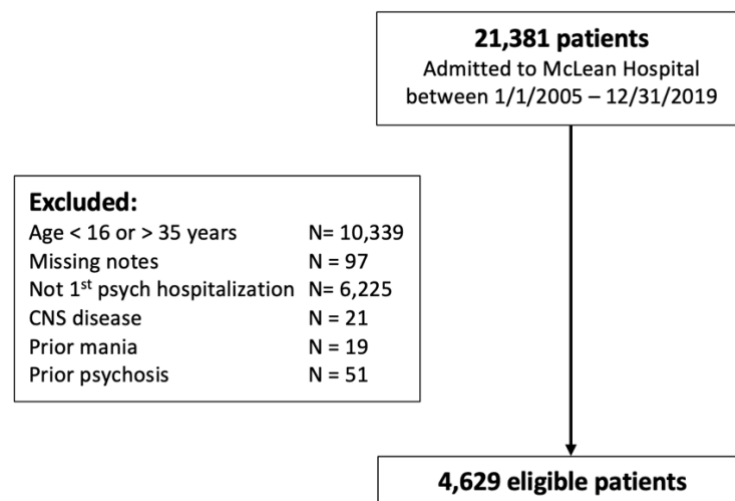 21,381 patients
Admitted to McLean Hospital
between 1/1/2005 – 12/31/2019
Excluded:
Age < 16 or > 35 years N= 10,339
Missing notes N = 97
Not 1st psych hospitalization N= 6,225
CNS disease N = 21
Prior mania N = 19
Prior psychosis N = 51
4,629 eligible patients